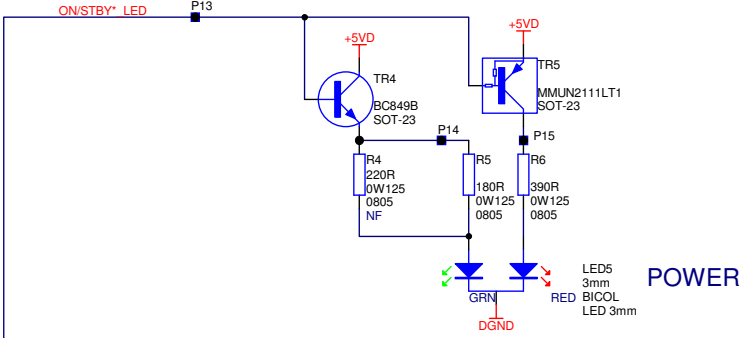 ON/STBY*_LED
P13
+5VD
+5VD
TR4
TR5
BC849B
SOT-23
MMUN2111LT1
SOT-23
P14
P15
R4
220R
0W125
0805
NF
R5
180R
0W125
0805
R6
390R
0W125
0805
GRN
RED
LED5
3mm
BICOL
LED 3mm
POWER
DGND